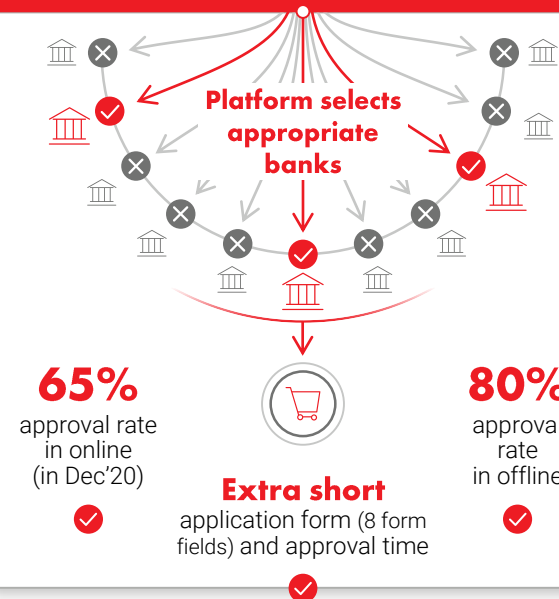 Platform selects
appropriate
banks
65%
approval rate
in online
(in Dec'20)
Extra short
application form (8 form
fields) and approval time
80%
approva
rate
in offline